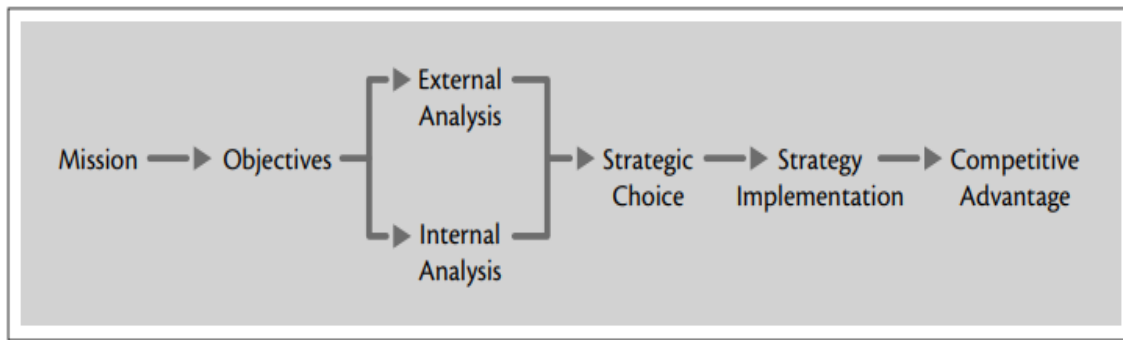 Mission
Objectives
External
Analysis
Internal
Analysis
Strategic
Choice
Strategy
Implementation
Competitive
Advantage